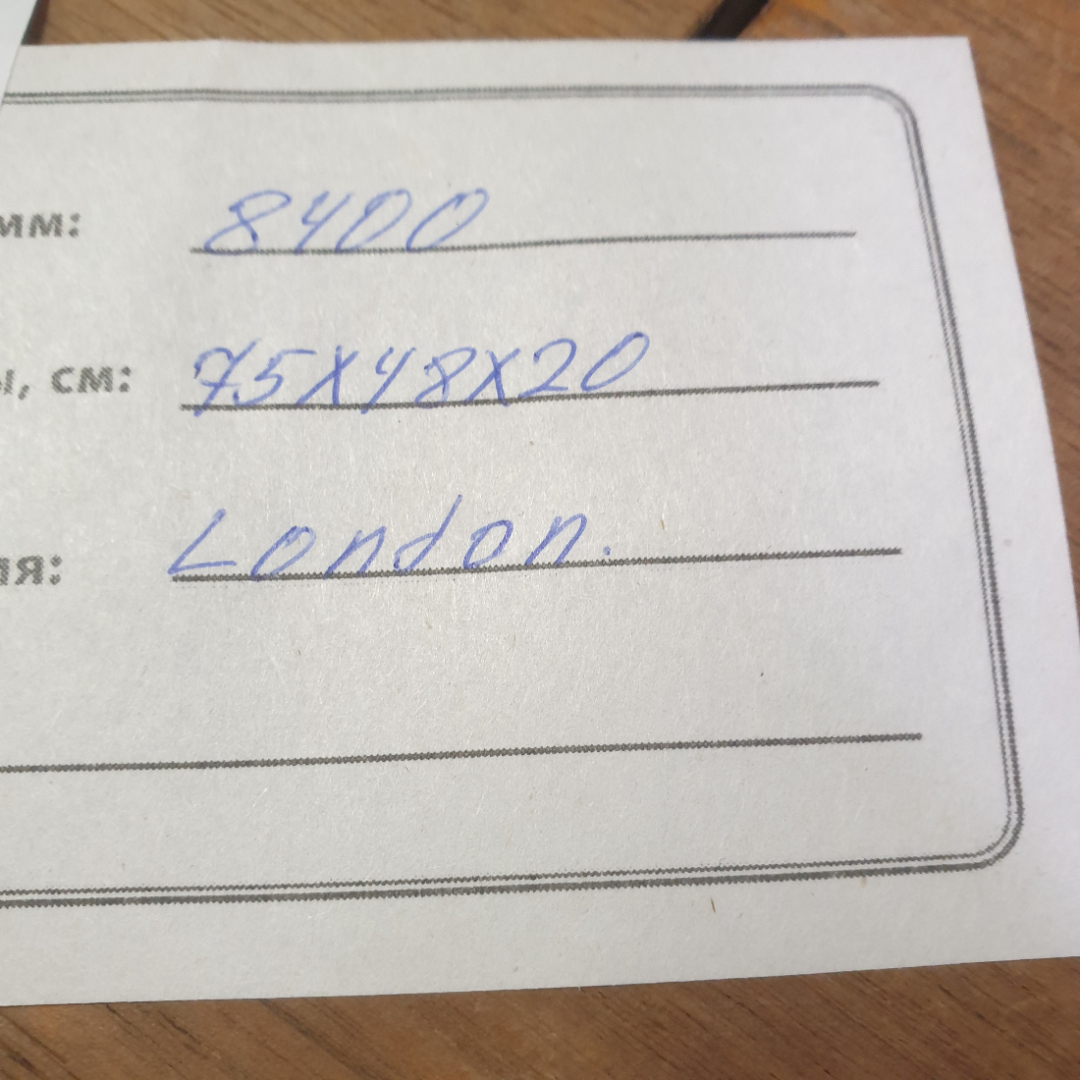 мм: 8400
ы, см: 75X48X20
ия: London.